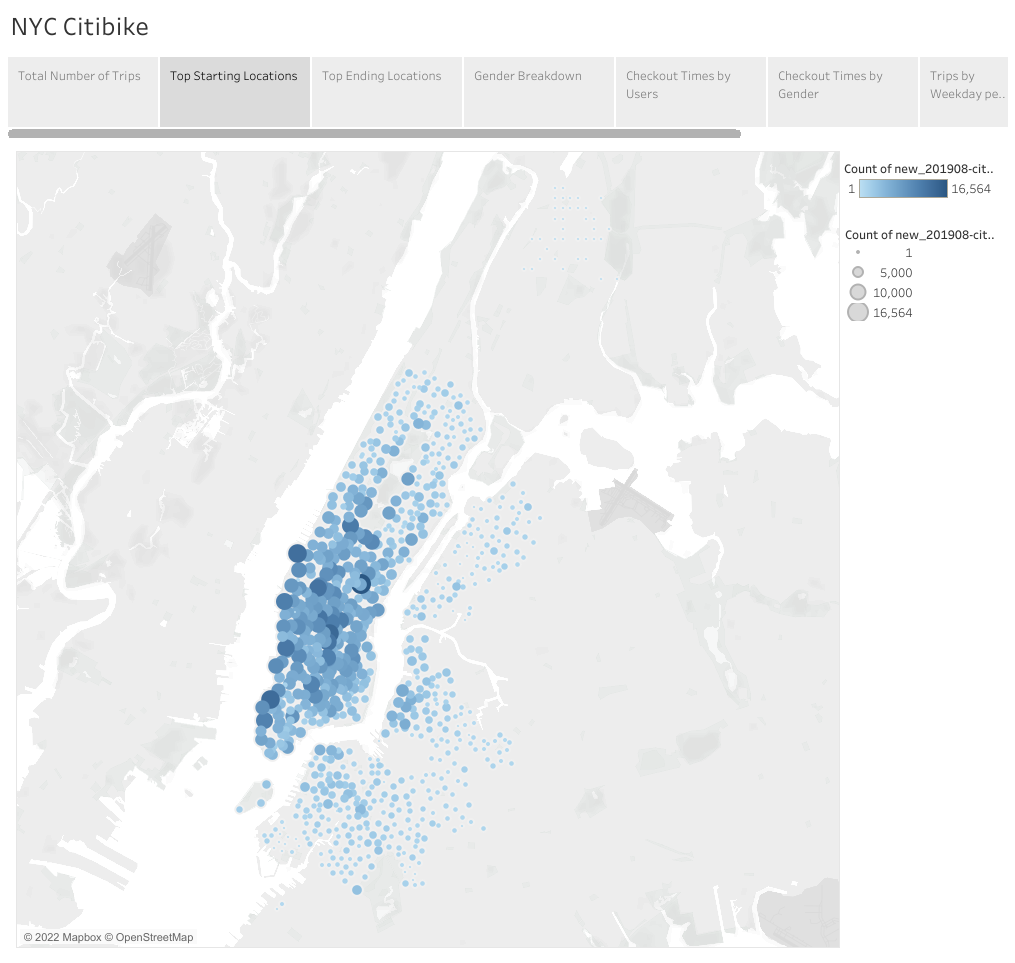 NYC Citibike
Total Number of Trips
Top Starting Locations
Top Ending Locations
Gender Breakdown
Checkout Times by
Users
Checkout Times by
Gender
Trips by
Weekday pe..
Count of new_201908-cit..
1 16,564
Count of new_201908-cit..
1
5,000
10,000
16,564
© 2022 Mapbox © OpenStreetMap